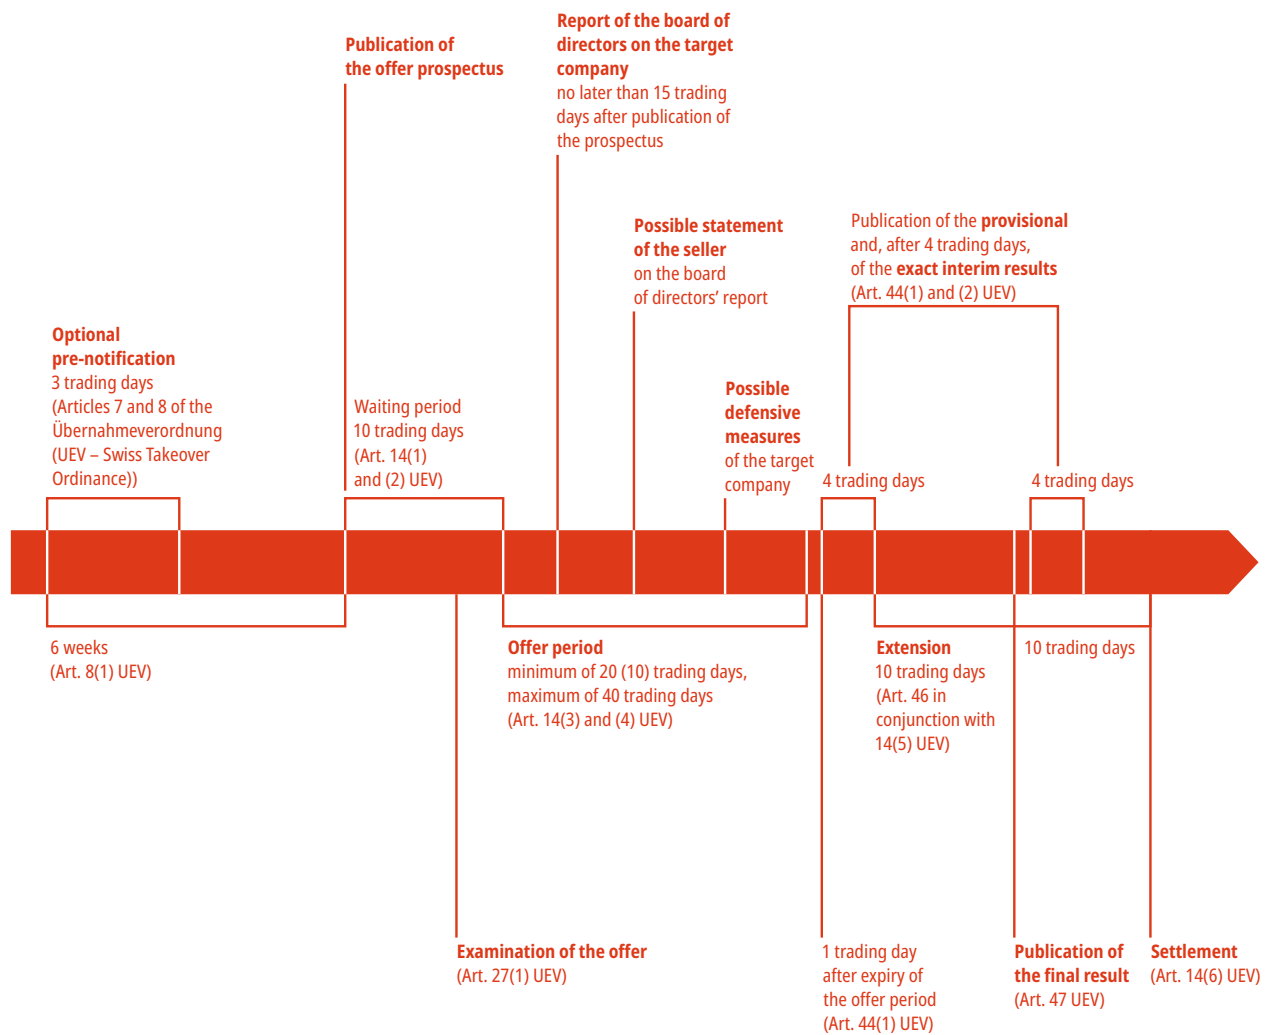 Report of the board of
directors on the target
company
no later than 15 trading
days after publication of
the prospectus
Publication of
the offer prospectus
Possible statement
of the seller
on the board
of directors’ report
Publication of the provisional
and, after 4 trading days,
of the exact interim results
(Art. 44(1) and (2) UEV)
Optional
pre-notification
3 trading days
(Articles 7 and 8 of the
Übernahmeverordnung
(UEV – Swiss Takeover
Ordinance))
Waiting period
10 trading days
(Art. 14(1)
and (2) UEV)
Possible
defensive
measures
of the target
company
4 trading days
4 trading days
6 weeks
(Art. 8(1) UEV)
Offer period
minimum of 20 (10) trading days,
maximum of 40 trading days
(Art. 14(3) and (4) UEV)
Extension
10 trading days
(Art. 46 in
conjunction with
14(5) UEV)
10 trading days
Examination of the offer
(Art. 27(1) UEV)
1 trading day
after expiry of
the offer period
(Art. 44(1) UEV)
Publication of
the final result
(Art. 47 UEV)
Settlement
(Art. 14(6) UEV)